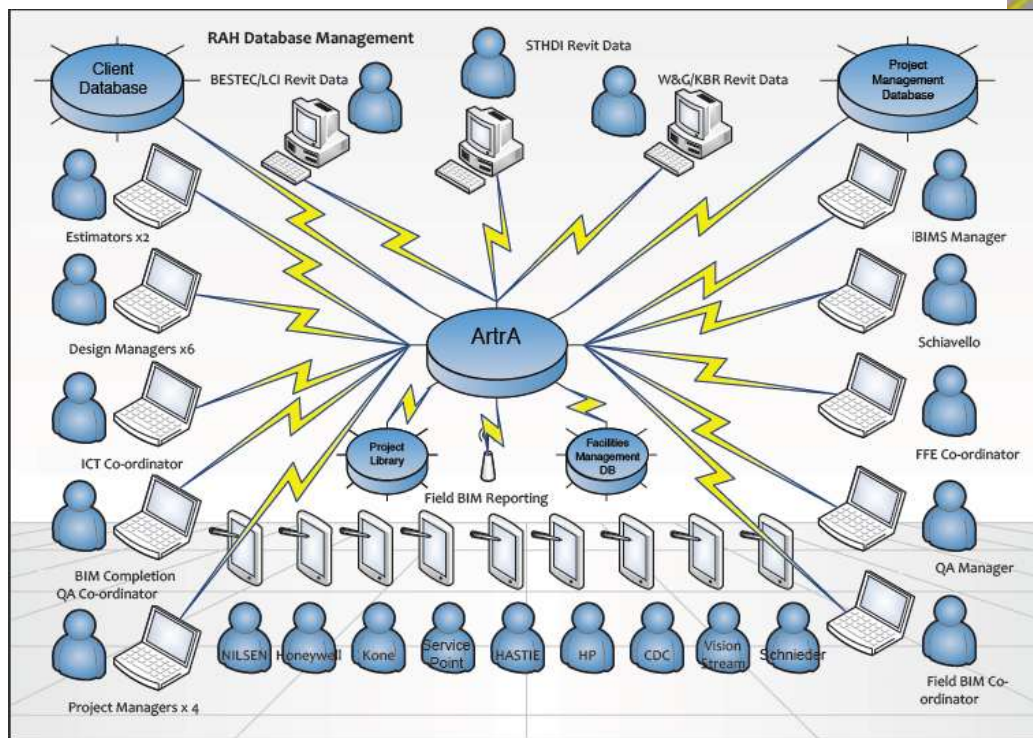 RAH Database Management
STHDI Revit Data
Client
Database
BESTEC/LCI Revit Data
W&G/KBR Revit Data
Project
Management
Database
Estimators x2
iBIMS Manager
ArtrA
Design Managers x6
Schiavello
Project
Library
Facilities
Management
DB
ICT Co-ordinator
FFE Co-ordinator
Field BIM Reporting
BIM Completion
QA Co-ordinator
QA Manager
NILSEN
Honeywell
Kone
Service
Point
HASTIE
HP
CDC
Vision
Stream
Schnieder
Project Managers x 4
Field BIM Co-
ordinator